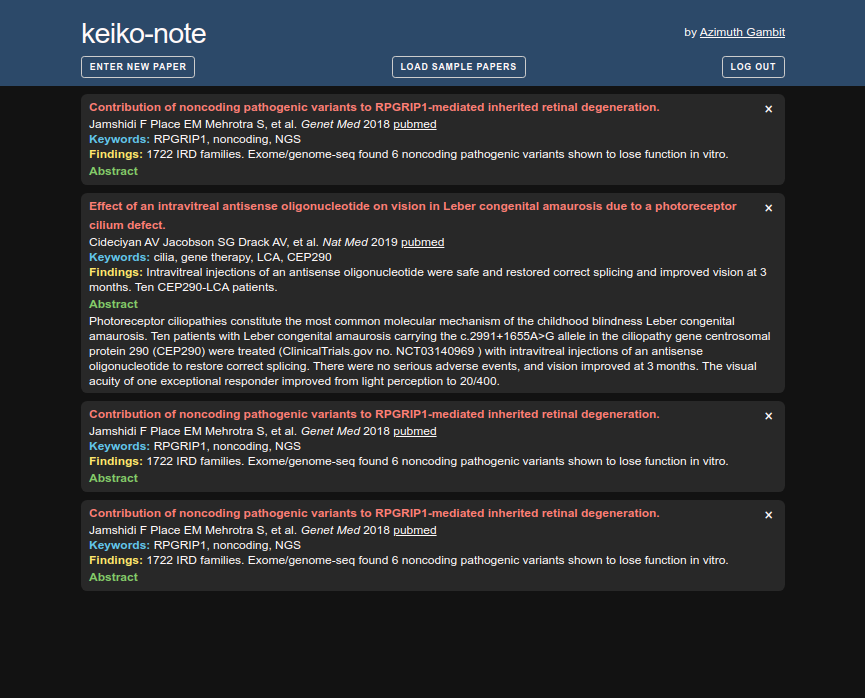 keiko-note
by Azimuth Gambit
ENTER NEW PAPER
LOAD SAMPLE PAPERS
LOG OUT
Contribution of noncoding pathogenic variants to RPGRIP1-mediated inherited retinal degeneration.
×
Jamshidi F Place EM Mehrotra S, et al. Genet Med 2018 pubmed
Keywords: RPGRIP1, noncoding, NGS
Findings: 1722 IRD families. Exome/genome-seq found 6 noncoding pathogenic variants shown to lose function in vitro.
Abstract
Effect of an intravitreal antisense oligonucleotide on vision in Leber congenital amaurosis due to a photoreceptor
×
cilium defect.
Cideciyan AV Jacobson SG Drack AV, et al. Nat Med 2019 pubmed
Keywords: cilia, gene therapy, LCA, CEP290
Findings: Intravitreal injections of an antisense oligonucleotide were safe and restored correct splicing and improved vision at 3
months. Ten CEP290-LCA patients.
Abstract
Photoreceptor ciliopathies constitute the most common molecular mechanism of the childhood blindness Leber congenital
amaurosis. Ten patients with Leber congenital amaurosis carrying the c.2991+1655A>G allele in the ciliopathy gene centrosomal
protein 290 (CEP290) were treated (ClinicalTrials.gov no. NCT03140969 ) with intravitreal injections of an antisense
oligonucleotide to restore correct splicing. There were no serious adverse events, and vision improved at 3 months. The visual
acuity of one exceptional responder improved from light perception to 20/400.
Contribution of noncoding pathogenic variants to RPGRIP1-mediated inherited retinal degeneration.
×
Jamshidi F Place EM Mehrotra S, et al. Genet Med 2018 pubmed
Keywords: RPGRIP1, noncoding, NGS
Findings: 1722 IRD families. Exome/genome-seq found 6 noncoding pathogenic variants shown to lose function in vitro.
Abstract
Contribution of noncoding pathogenic variants to RPGRIP1-mediated inherited retinal degeneration.
×
Jamshidi F Place EM Mehrotra S, et al. Genet Med 2018 pubmed
Keywords: RPGRIP1, noncoding, NGS
Findings: 1722 IRD families. Exome/genome-seq found 6 noncoding pathogenic variants shown to lose function in vitro.
Abstract